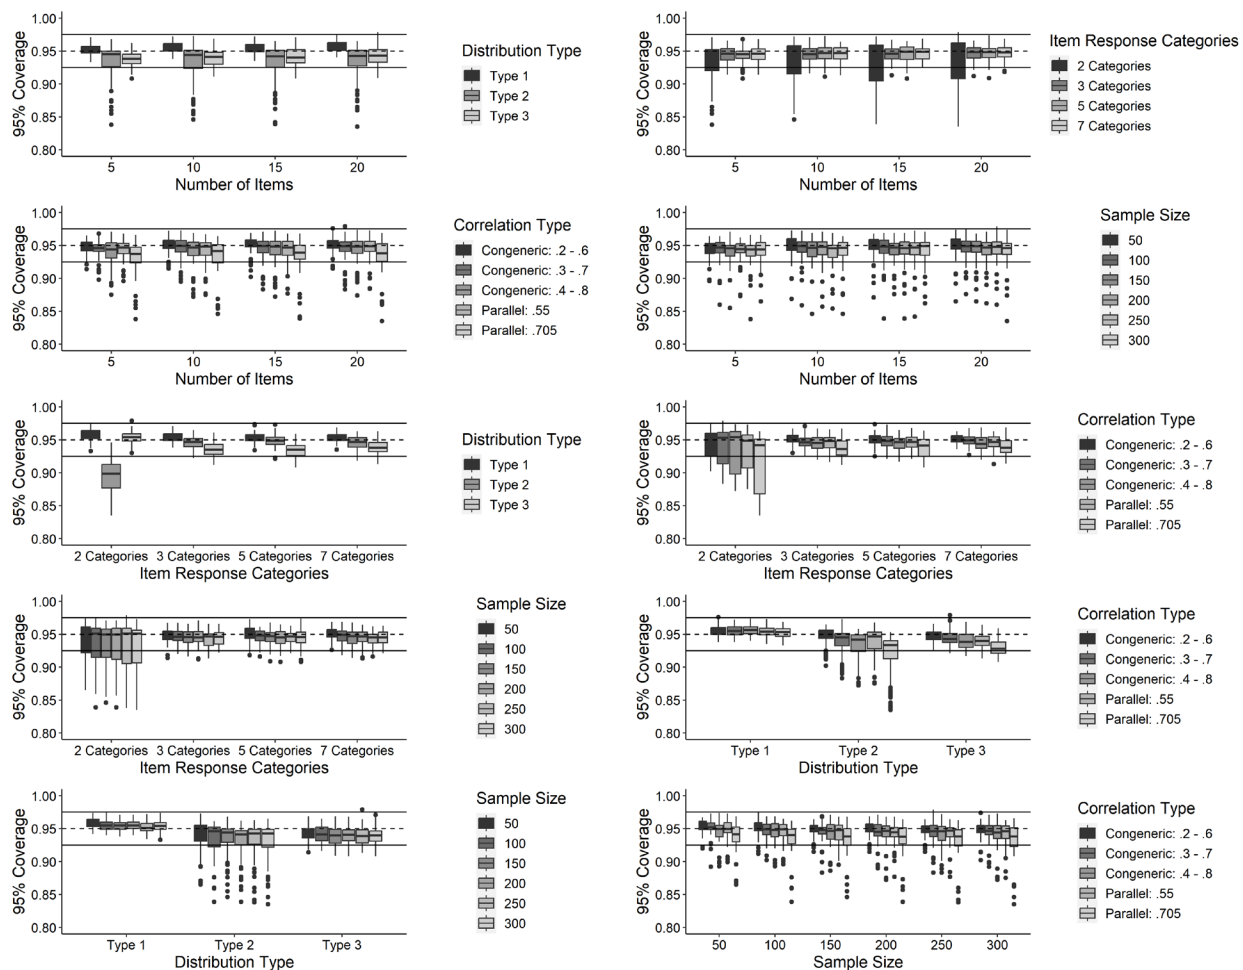 1.00
0.95
0.90
0.85
0.80
95% Coverage
5
10
15
20
Number of Items
Distribution Type
Type 1
Type 2
Type 3
1.00
0.95
0.90
0.85
0.80
95% Coverage
5
10
15
20
Number of Items
Item Response Categories
2 Categories
3 Categories
5 Categories
7 Categories
1.00
0.95
0.90
0.85
0.80
95% Coverage
5
10
15
20
Number of Items
Correlation Type
Congeneric: .2 - .6
Congeneric: .3 - .7
Congeneric: .4 - .8
Parallel: .55
Parallel: .705
1.00
0.95
0.90
0.85
0.80
95% Coverage
5
10
15
20
Number of Items
Sample Size
50
100
150
200
250
300
1.00
0.95
0.90
0.85
0.80
95% Coverage
2 Categories
3 Categories
5 Categories
7 Categories
Item Response Categories
Distribution Type
Type 1
Type 2
Type 3
1.00
0.95
0.90
0.85
0.80
95% Coverage
2 Categories
3 Categories
5 Categories
7 Categories
Item Response Categories
Correlation Type
Congeneric: .2 - .6
Congeneric: .3 - .7
Congeneric: .4 - .8
Parallel: .55
Parallel: .705
1.00
0.95
0.90
0.85
0.80
95% Coverage
2 Categories
3 Categories
5 Categories
7 Categories
Item Response Categories
Sample Size
50
100
150
200
250
300
1.00
0.95
0.90
0.85
0.80
95% Coverage
Type 1
Type 2
Type 3
Distribution Type
Correlation Type
Congeneric: .2 - .6
Congeneric: .3 - .7
Congeneric: .4 - .8
Parallel: .55
Parallel: .705
1.00
0.95
0.90
0.85
0.80
95% Coverage
Type 1
Type 2
Type 3
Distribution Type
Sample Size
50
100
150
200
250
300
1.00
0.95
0.90
0.85
0.80
95% Coverage
50
100
150
200
250
300
Sample Size
Correlation Type
Congeneric: .2 - .6
Congeneric: .3 - .7
Congeneric: .4 - .8
Parallel: .55
Parallel: .705